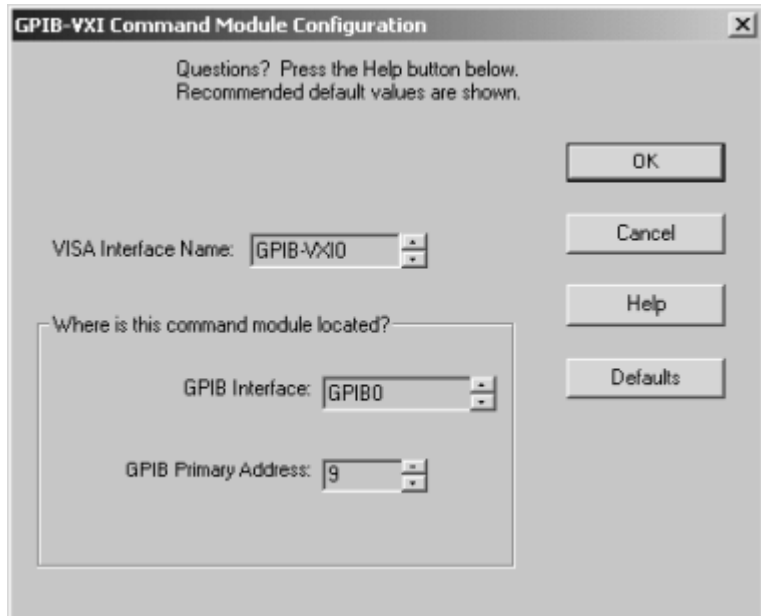 GPIB-VXI Command Module Configuration
Questions? Press the Help button below.
Recommended default values are shown.
OK
VISA Interface Name: GPIB-VXI0
Cancel
Help
Where is this command module located?
GPIB Interface: GPIB0
Defaults
GPIB Primary Address: 9